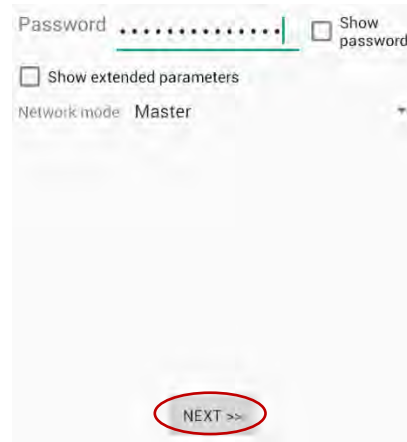 Password ••••••••••••••
Show password
Show extended parameters
Network mode Master
NEXT >>